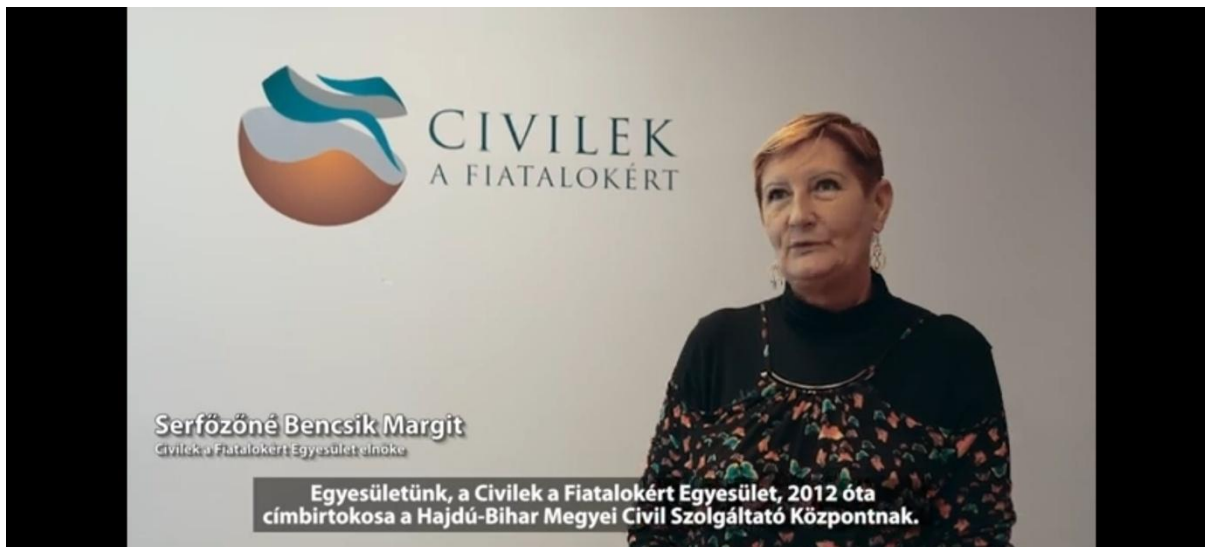 CIVILEK
A FIATALOKÉRT
Serfőzőné Bencsik Margit
Civilek a Fiatalokért Egyesület elnöke
Egyesületünk, a Civilek a Fiatalokért Egyesület, 2012 óta
címbirtokosa a Hajdú-Bihar Megyei Civil Szolgáltató Központnak.